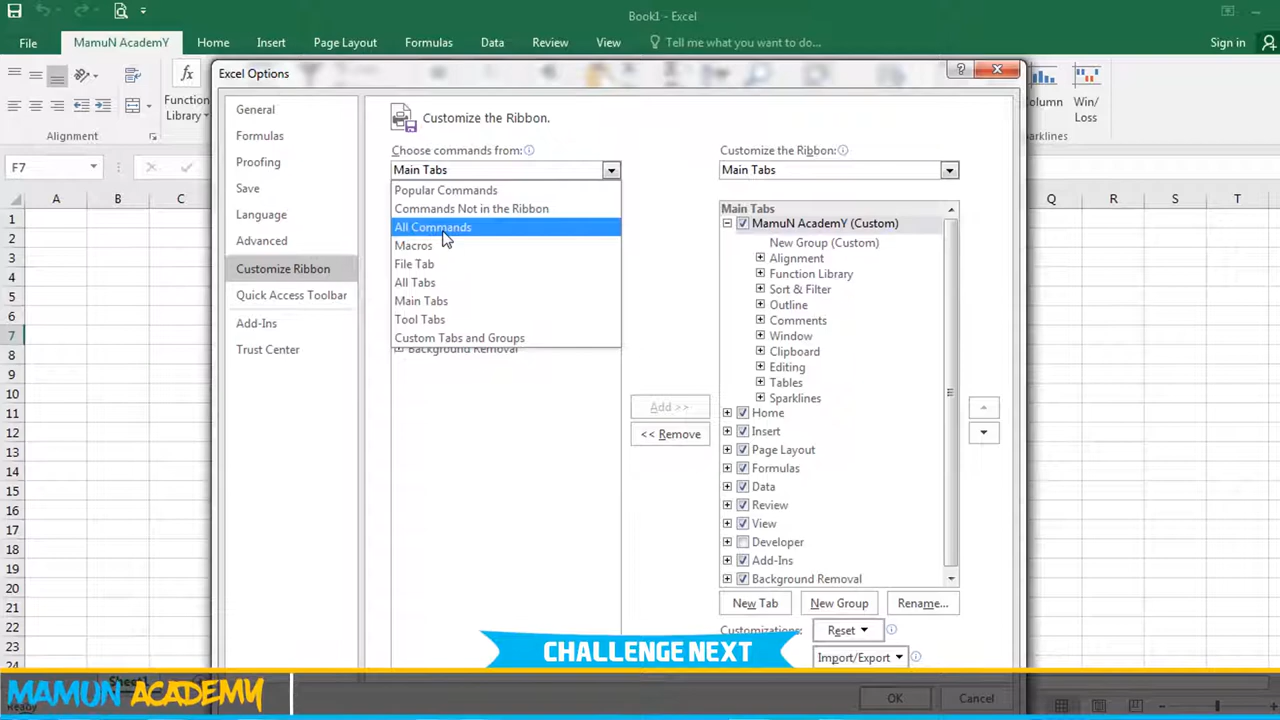 Book1 - Excel
File
MamuN AcademY
Home
Insert
Page Layout
Formulas
Data
Review
View
Tell me what you want to do...
Sign in
Excel Options
?
Alignment
fx
Function
Library
Column
Win/
Loss
F7
General
Formulas
Proofing
Save
Language
Advanced
Customize Ribbon
Quick Access Toolbar
Add-Ins
Trust Center
Customize the Ribbon.
Choose commands from:
Main Tabs
Popular Commands
Commands Not in the Ribbon
All Commands
Macros
File Tab
All Tabs
Main Tabs
Tool Tabs
Custom Tabs and Groups
Background Removal
Add >>
<< Remove
Customize the Ribbon:
Main Tabs
Main Tabs
MamuN AcademY (Custom)
New Group (Custom)
Alignment
Function Library
Sort & Filter
Outline
Comments
Window
Clipboard
Editing
Tables
Sparklines
Home
Insert
Page Layout
Formulas
Data
Review
View
Developer
Add-Ins
Background Removal
New Tab
New Group
Rename...
Customizations:
Reset
Import/Export
OK
Cancel
A B C Q R S T
1
2
3
4
5
6
7
8
9
10
11
12
13
14
15
16
17
18
19
20
21
22
23
24
CHALLENGE NEXT
MAMUN ACADEMY